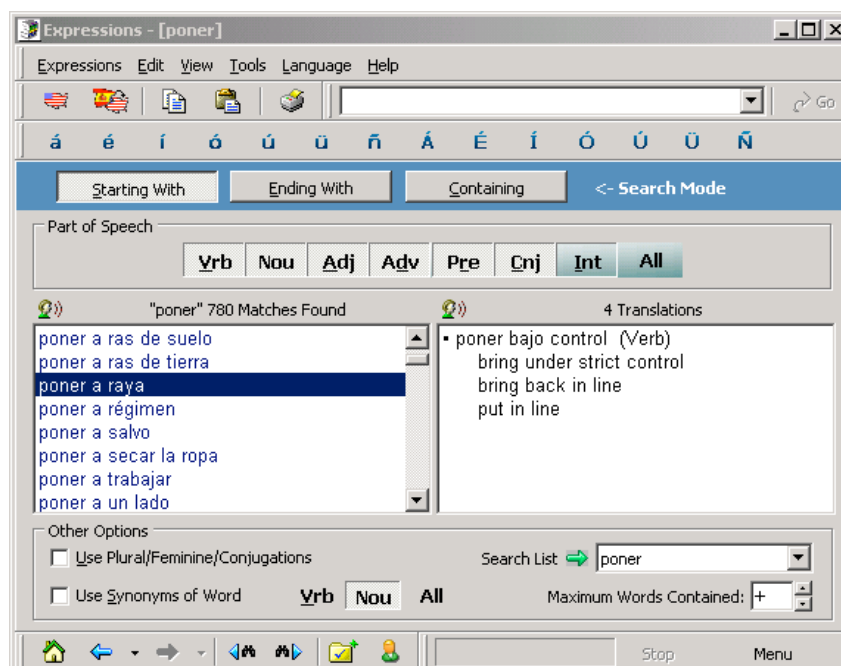 Expressions - [poner]
Expressions Edit View Tools Language Help
Go
á é í ó ú ü ñ Á É Í Ó Ú Ü Ñ
Starting With Ending With Containing <- Search Mode
Part of Speech
Vrb Nou Adj Adv Pre Cnj Int All
"poner" 780 Matches Found
poner a ras de suelo
poner a ras de tierra
poner a raya
poner a régimen
poner a salvo
poner a secar la ropa
poner a trabajar
poner a un lado
4 Translations
▪ poner bajo control (Verb)
bring under strict control
bring back in line
put in line
Other Options
Use Plural/Feminine/Conjugations
Search List poner
Use Synonyms of Word Vrb Nou All
Maximum Words Contained: +
Stop Menu